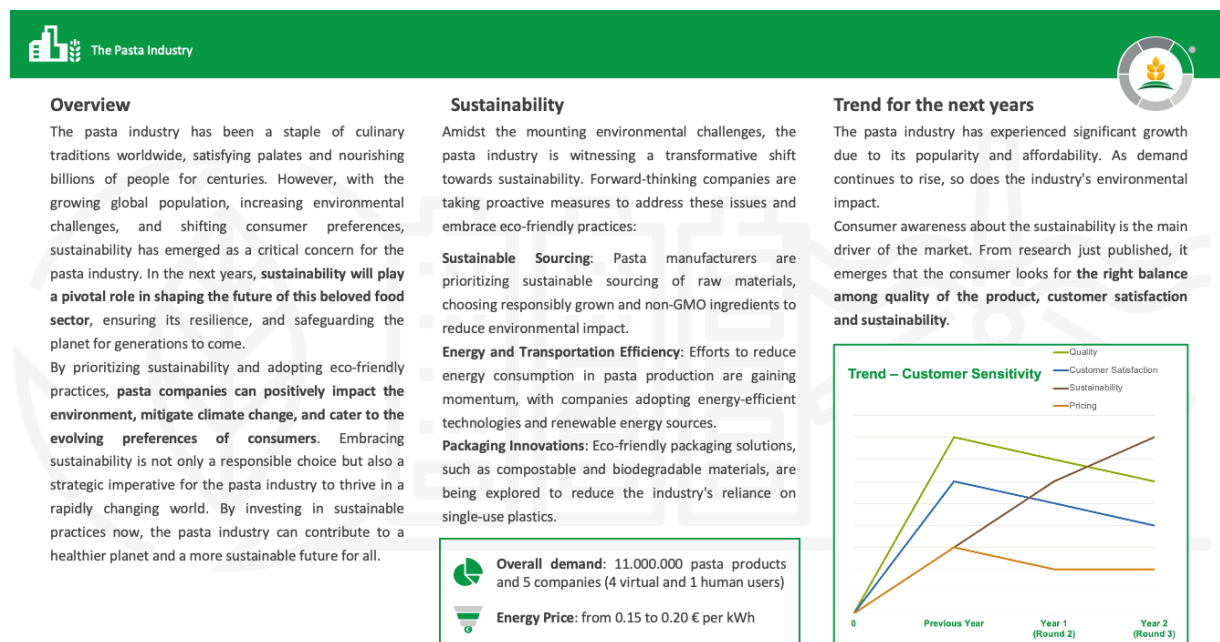 The Pasta Industry
Overview
The pasta industry has been a staple of culinary
traditions worldwide, satisfying palates and nourishing
billions of people for centuries. However, with the
growing global population, increasing environmental
challenges, and shifting consumer preferences,
sustainability has emerged as a critical concern for the
pasta industry. In the next years, sustainability will play
a pivotal role in shaping the future of this beloved food
sector, ensuring its resilience, and safeguarding the
planet for generations to come.
By prioritizing sustainability and adopting eco-friendly
practices, pasta companies can positively impact the
environment, mitigate climate change, and cater to the
evolving preferences of consumers. Embracing
sustainability is not only a responsible choice but also a
strategic imperative for the pasta industry to thrive in a
rapidly changing world. By investing in sustainable
practices now, the pasta industry can contribute to a
healthier planet and a more sustainable future for all.
Sustainability
Amidst the mounting environmental challenges, the
pasta industry is witnessing a transformative shift
towards sustainability. Forward-thinking companies are
taking proactive measures to address these issues and
embrace eco-friendly practices:
Sustainable Sourcing: Pasta manufacturers are
prioritizing sustainable sourcing of raw materials,
choosing responsibly grown and non-GMO ingredients to
reduce environmental impact.
Energy and Transportation Efficiency: Efforts to reduce
energy consumption in pasta production are gaining
momentum, with companies adopting energy-efficient
technologies and renewable energy sources.
Packaging Innovations: Eco-friendly packaging solutions,
such as compostable and biodegradable materials, are
being explored to reduce the industry's reliance on
single-use plastics.
Overall demand: 11.000.000 pasta products
and 5 companies (4 virtual and 1 human users)
Energy Price: from 0.15 to 0.20 € per kWh
€
Trend for the next years
The pasta industry has experienced significant growth
due to its popularity and affordability. As demand
continues to rise, so does the industry's environmental
impact.
Consumer awareness about the sustainability is the main
driver of the market. From research just published, it
emerges that the consumer looks for the right balance
among quality of the product, customer satisfaction
and sustainability.
Trend – Customer Sensitivity
Quality
Customer Satisfaction
Sustainability
Pricing
0
Previous Year
Year 1
(Round 2)
Year 2
(Round 3)